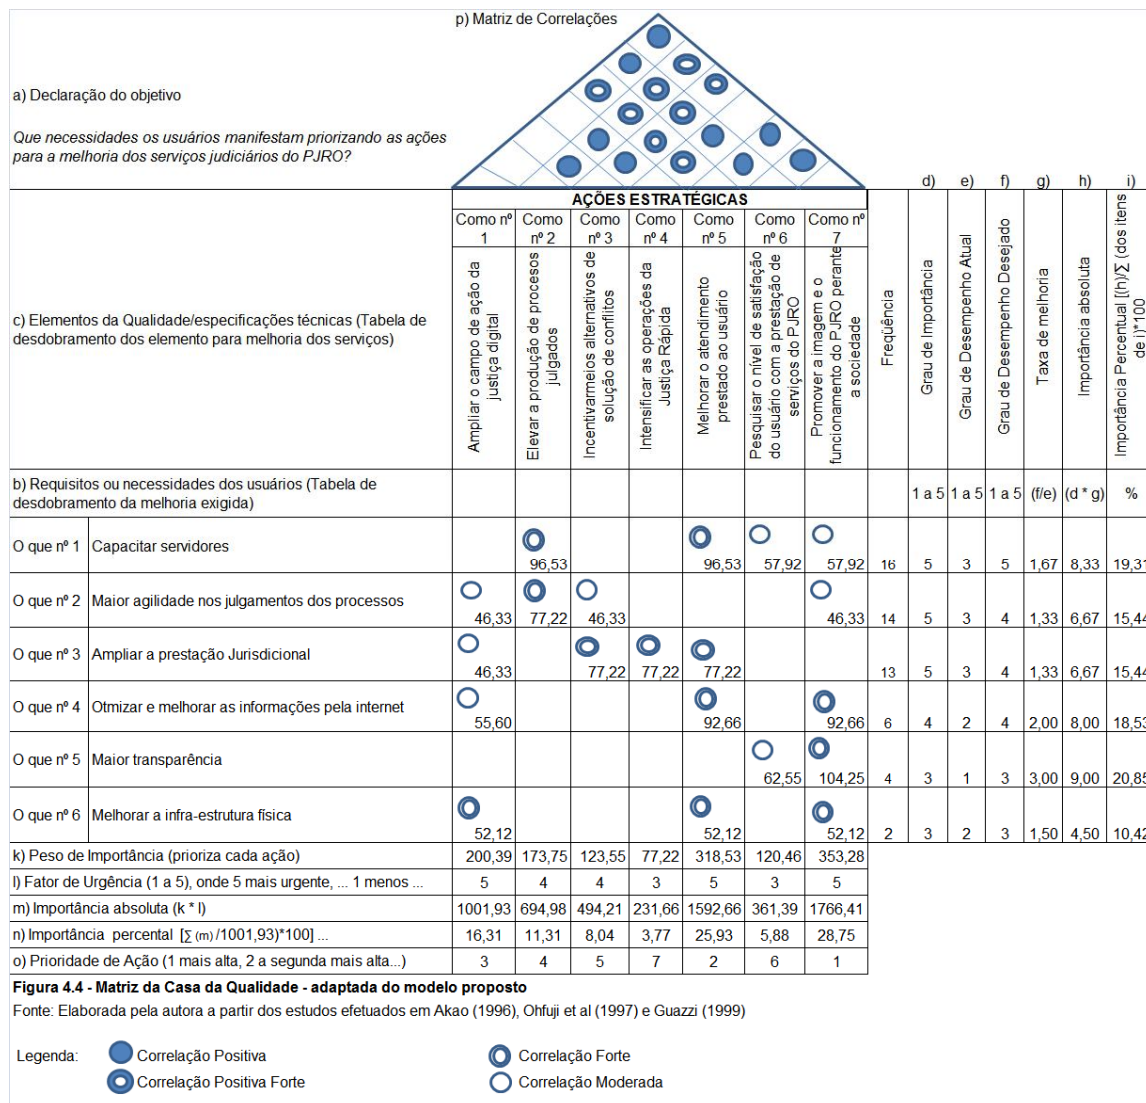 p) Matriz de Correlações
a) Declaração do objetivo
Que necessidades os usuários manifestam priorizando as ações
para a melhoria dos serviços judiciários do PJRO?
d) e) f) g) h) i)
AÇÕES ESTRATÉGICAS
Como nº 1 Como nº 2 Como nº 3 Como nº 4 Como nº 5 Como nº 6 Como nº 7
c) Elementos da Qualidade/especificações técnicas (Tabela de
desdobramento dos elemento para melhoria dos serviços)
Ampliar o campo de ação da
justiça digital
Elevar a produção de procesos
julgados
Incentivarmeios alternativos de
solução de conflitos
Intensificar as operações da
Justiça Rápida
Melhorar o atendimento
prestado ao usuário
Pesquisar o nível de satisfação
do usuário com a prestação de
serviços do PJRO
Promover a imagem e o
funcionamento do PJRO perante
a sociedade
Freqüência
Grau de Importância
Grau de Desempenho Atual
Grau de Desempenho Desejado
Taxa de melhoria
Importância absoluta
Importância Percentual [(h)/∑ (dos itens
de i)*100
b) Requisitos ou necessidades dos usuários (Tabela de
desdobramento da melhoria exigida)
1 a 5 1 a 5 1 a 5 (f/e) (d * g) %
O que nº 1 Capacitar servidores
96,53 96,53 57,92 57,92 16 5 3 5 1,67 8,33 19,31
O que nº 2 Maior agilidade nos julgamentos dos processos
46,33 77,22 46,33 46,33 14 5 3 4 1,33 6,67 15,44
O que nº 3 Ampliar a prestação Jurisdicional
46,33 77,22 77,22 77,22 13 5 3 4 1,33 6,67 15,44
O que nº 4 Otmizar e melhorar as informações pela internet
55,60 92,66 92,66 6 4 2 4 2,00 8,00 18,53
O que nº 5 Maior transparência
62,55 104,25 4 3 1 3 3,00 9,00 20,85
O que nº 6 Melhorar a infra-estrutura física
52,12 52,12 52,12 2 3 2 3 1,50 4,50 10,42
k) Peso de Importância (prioriza cada ação) 200,39 173,75 123,55 77,22 318,53 120,46 353,28
l) Fator de Urgência (1 a 5), onde 5 mais urgente, ... 1 menos ... 5 4 4 3 5 3 5
m) Importância absoluta (k * l) 1001,93 694,98 494,21 231,66 1592,66 361,39 1766,41
n) Importância percental [∑ (m) /1001,93)*100] ... 16,31 11,31 8,04 3,77 25,93 5,88 28,75
o) Prioridade de Ação (1 mais alta, 2 a segunda mais alta...) 3 4 5 7 2 6 1
Figura 4.4 - Matriz da Casa da Qualidade - adaptada do modelo proposto
Fonte: Elaborada pela autora a partir dos estudos efetuados em Akao (1996), Ohfuji et al (1997) e Guazzi (1999)
Legenda: Correlação Positiva Correlação Forte
Correlação Positiva Forte Correlação Moderada